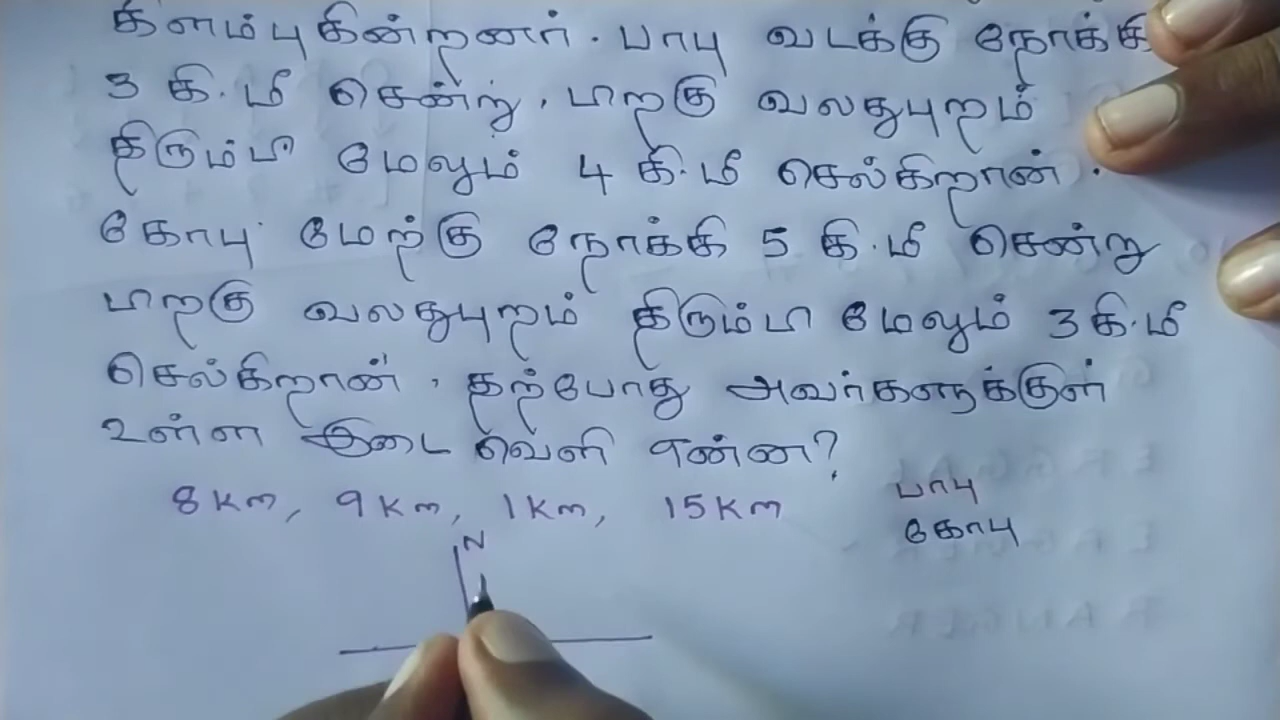 கிளம்புகின்றனர். பாபு வடக்கு நோக்கி
3 கி.மீ சென்று, பிறகு வலதுபுறம்
திரும்பி மேலும் 4 கி.மீ செல்கிறான்.
கோபு மேற்கு நோக்கி 5 கி.மீ சென்று
பிறகு வலதுபுறம் திரும்பி மேலும் 3 கி.மீ
செல்கிறான். தற்போது அவர்களுக்குள்
உள்ள இடைவெளி என்ன?
8 Km, 9 Km, 1 Km, 15 Km
பாபு
கோபு
N